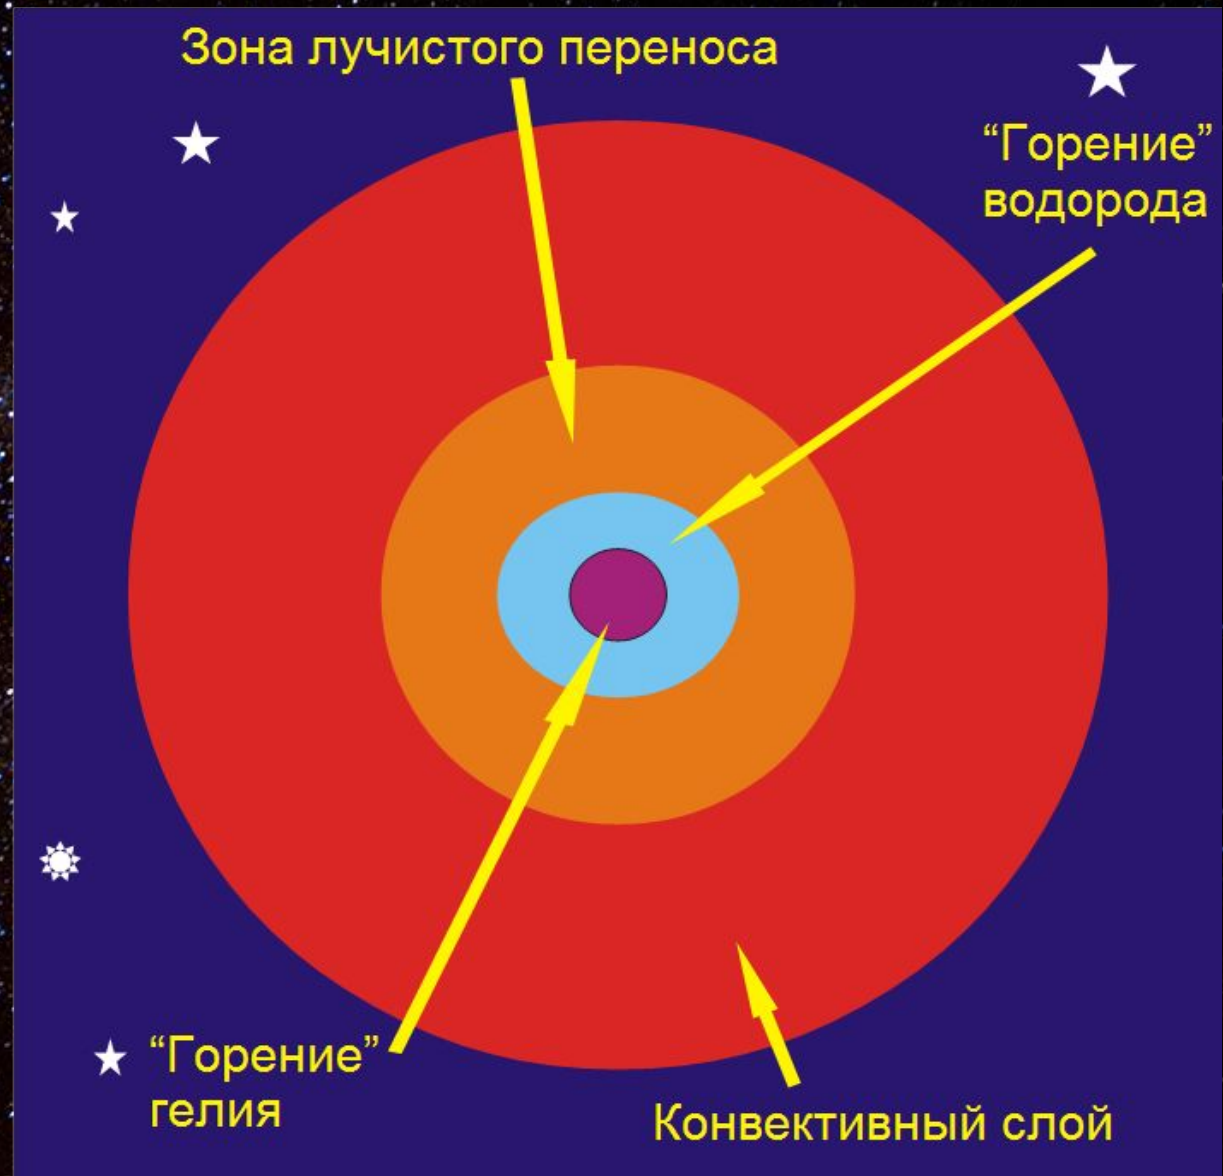 Зона лучистого переноса
“Горение”
водорода
“Горение”
гелия
Конвективный слой